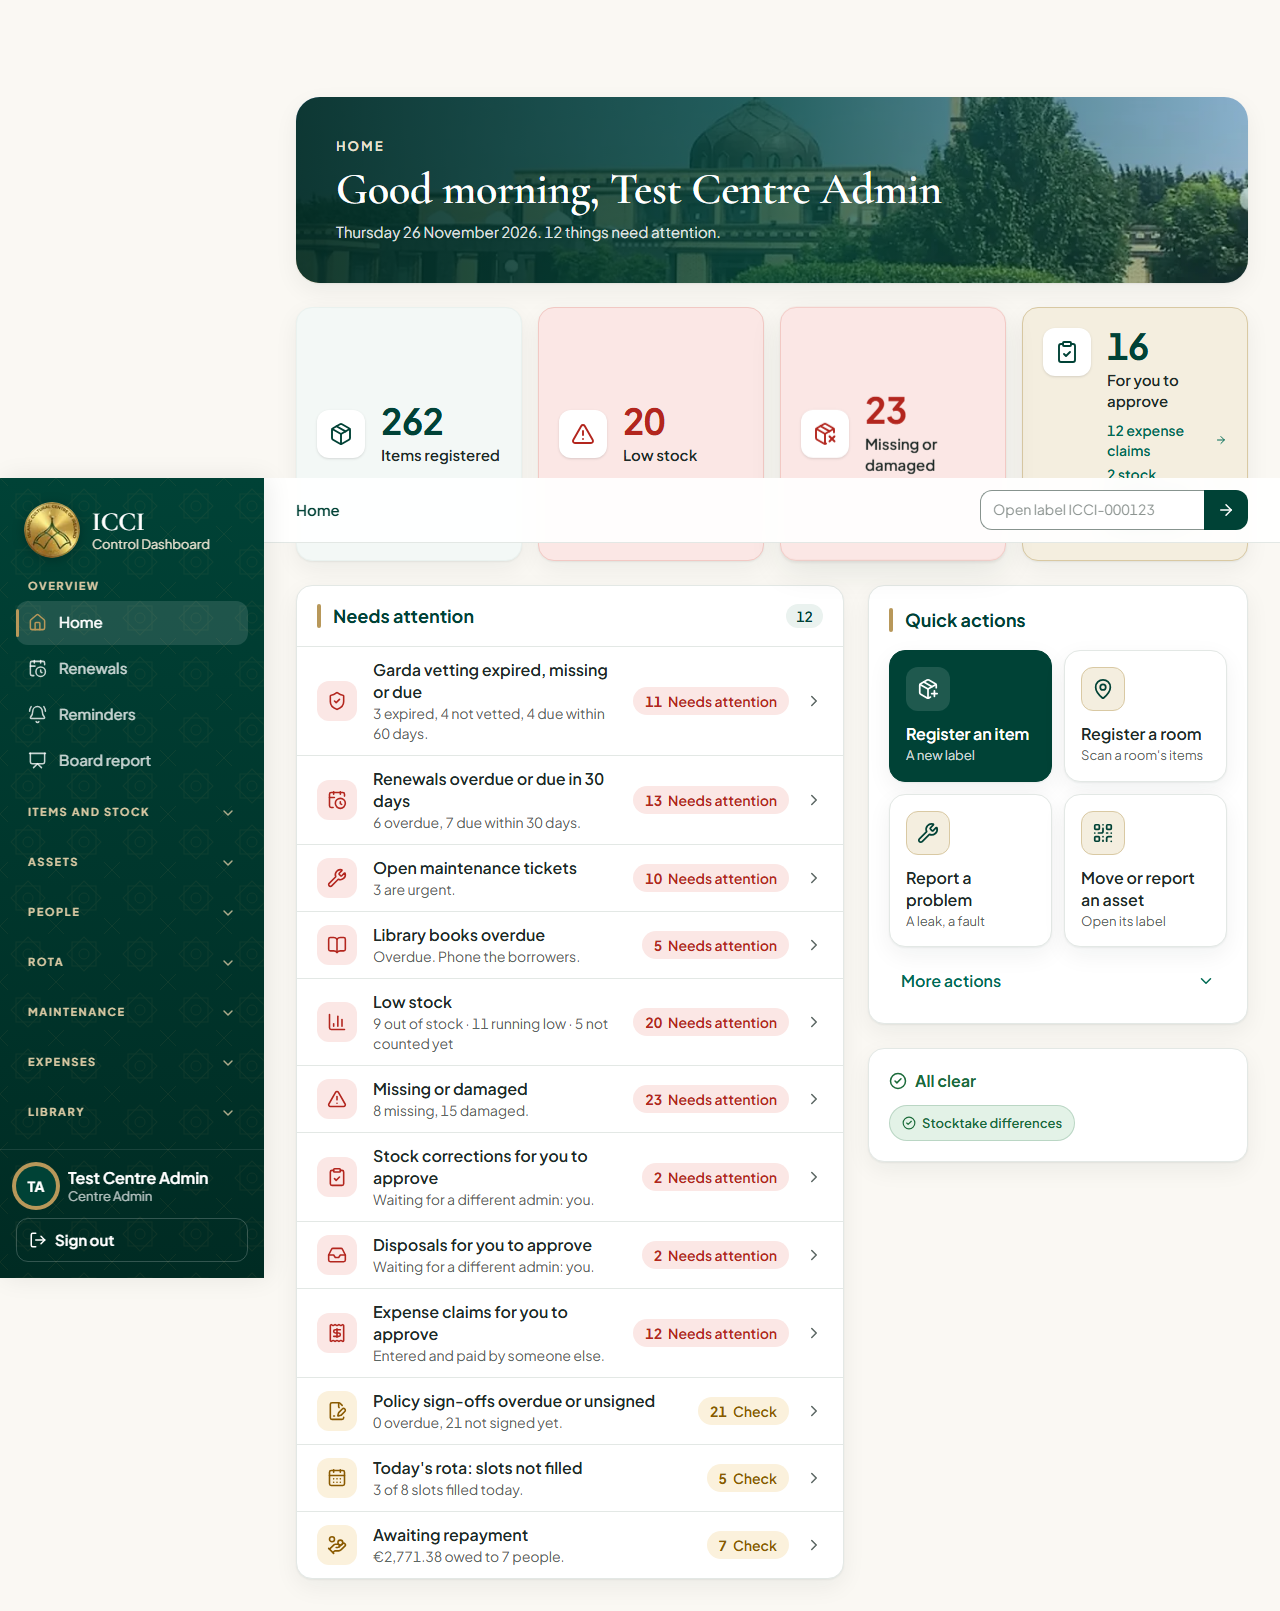 HOME
Good morning, Test Centre Admin
Thursday 26 November 2026. 12 things need attention.
262
Items registered
20
Low stock
23
Missing or
damaged
16
For you to
approve
12 expense
claims
2 stock
ICCI
Control Dashboard
OVERVIEW
Home
Renewals
Reminders
Board report
ITEMS AND STOCK
ASSETS
PEOPLE
ROTA
MAINTENANCE
EXPENSES
LIBRARY
TA
Test Centre Admin
Centre Admin
Sign out
Home
Open label ICCI-000123
Needs attention
12
Garda vetting expired, missing
or due
3 expired, 4 not vetted, 4 due within
60 days.
11 Needs attention
Renewals overdue or due in 30
days
6 overdue, 7 due within 30 days.
13 Needs attention
Open maintenance tickets
3 are urgent.
10 Needs attention
Library books overdue
Overdue. Phone the borrowers.
5 Needs attention
Low stock
9 out of stock · 11 running low · 5 not
counted yet
20 Needs attention
Missing or damaged
8 missing, 15 damaged.
23 Needs attention
Stock corrections for you to
approve
Waiting for a different admin: you.
2 Needs attention
Disposals for you to approve
Waiting for a different admin: you.
2 Needs attention
Expense claims for you to
approve
Entered and paid by someone else.
12 Needs attention
Policy sign-offs overdue or unsigned
0 overdue, 21 not signed yet.
21 Check
Today's rota: slots not filled
3 of 8 slots filled today.
5 Check
Awaiting repayment
€2,771.38 owed to 7 people.
7 Check
Quick actions
Register an item
A new label
Register a room
Scan a room's items
Report a
problem
A leak, a fault
Move or report
an asset
Open its label
More actions
All clear
Stocktake differences